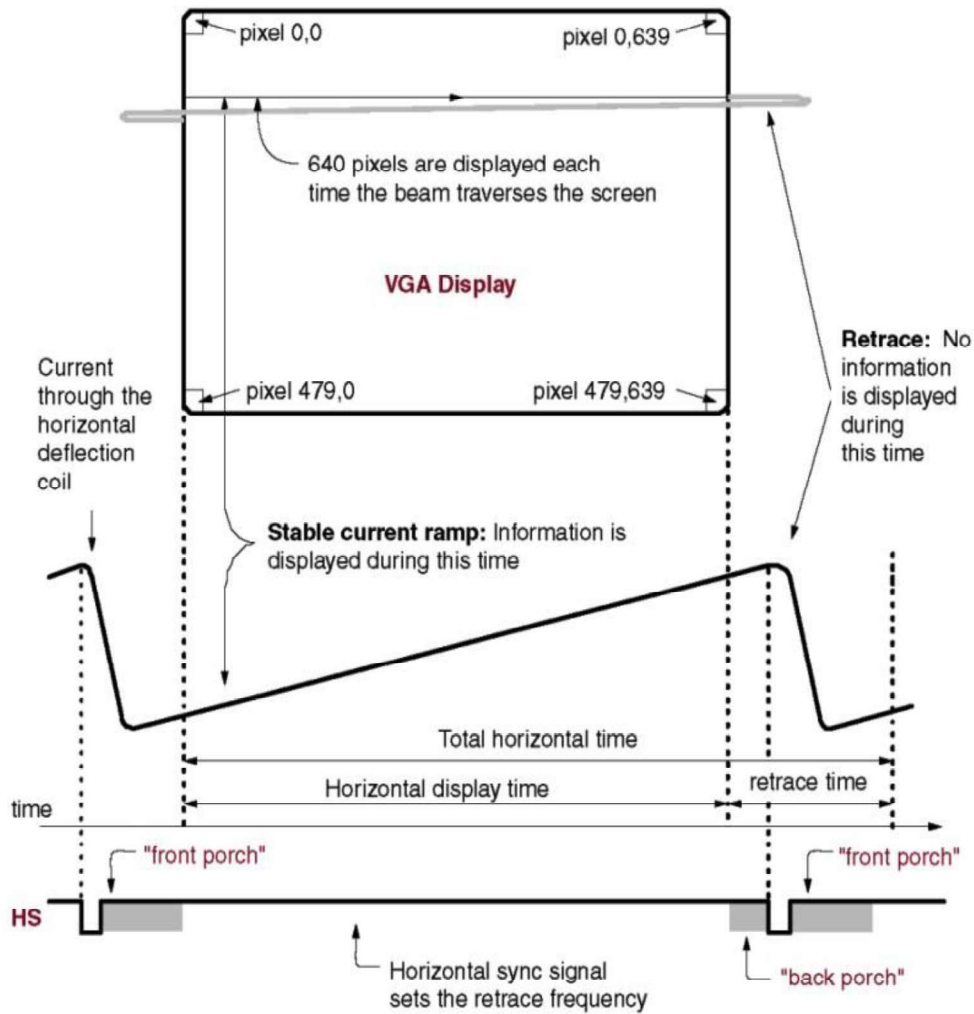 pixel 0,0
pixel 0,639
640 pixels are displayed each
time the beam traverses the screen
VGA Display
pixel 479,0
pixel 479,639
Current
through the
horizontal
deflection
coil
Retrace: No
information
is displayed
during
this time
Stable current ramp: Information is
displayed during this time
Total horizontal time
Horizontal display time
retrace time
time
"front porch"
"front porch"
HS
Horizontal sync signal
sets the retrace frequency
"back porch"